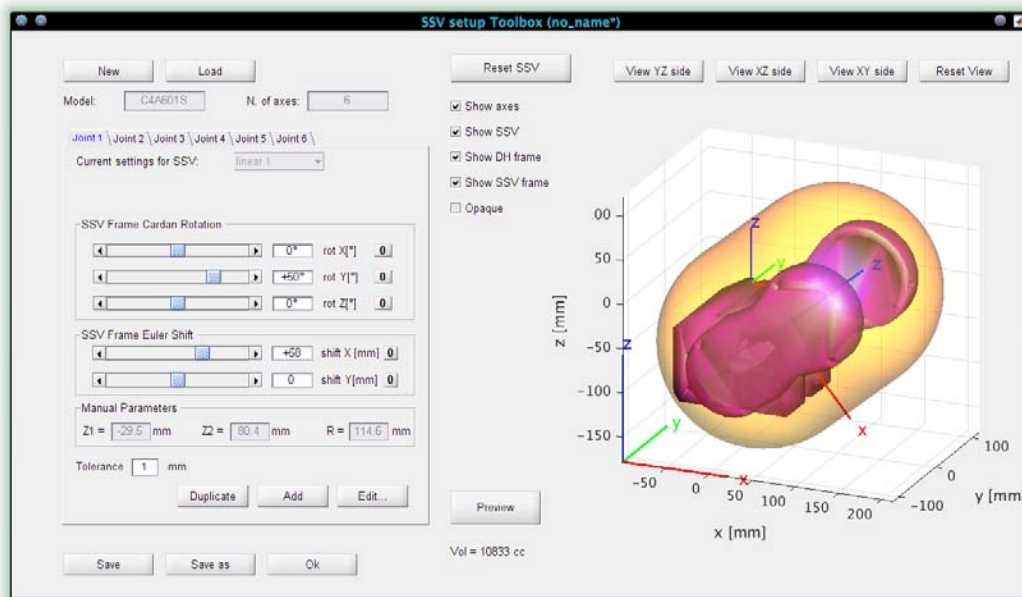 SSV setup Toolbox (no_name*)
New Load
Model: C4A601S N. of axes: 6
Joint 1 Joint 2 Joint 3 Joint 4 Joint 5 Joint 6
Current settings for SSV: linear 1
SSV Frame Cardan Rotation
0° rot X[°] 0
+50° rot Y[°] 0
0° rot Z[°] 0
SSV Frame Euler Shift
+50 shift X [mm] 0
0 shift Y[mm] 0
Manual Parameters
Z1 = -29.5 mm Z2 = 80.4 mm R = 114.6 mm
Tolerance 1 mm
Duplicate Add Edit...
Save Save as Ok
Reset SSV
Show axes
Show SSV
Show DH frame
Show SSV frame
Opaque
Preview
Vol = 10833 cc
View YZ side View XZ side View XY side Reset View
z [mm]
00
50
0
-50
-100
-150
z
y
z
x
z
y
x
-50 0 50 100 150 200
x [mm]
100
0
-100
y [mm